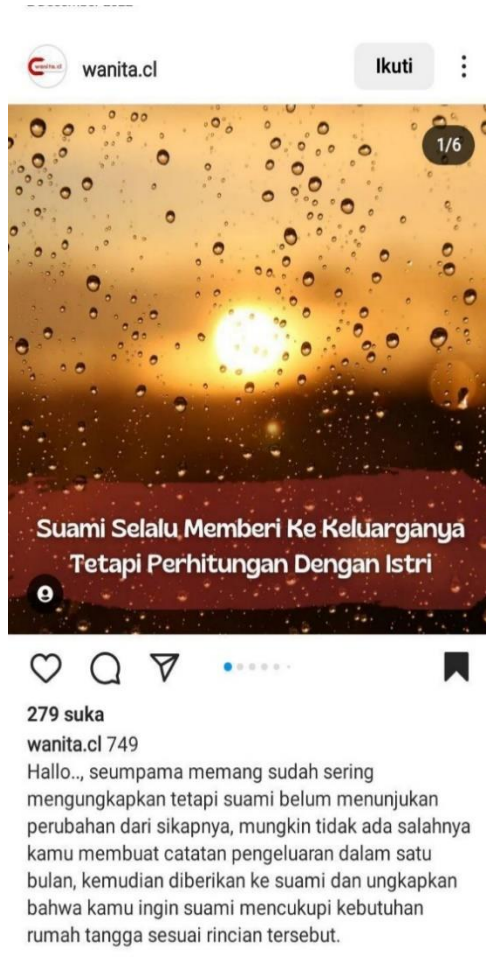 wanita.cl
Ikuti
1/6
Suami Selalu Memberi Ke Keluarganya
Tetapi Perhitungan Dengan Istri
279 suka
wanita.cl 749
Hallo.., seumpama memang sudah sering
mengungkapkan tetapi suami belum menunjukan
perubahan dari sikapnya, mungkin tidak ada salahnya
kamu membuat catatan pengeluaran dalam satu
bulan, kemudian diberikan ke suami dan ungkapkan
bahwa kamu ingin suami mencukupi kebutuhan
rumah tangga sesuai rincian tersebut.